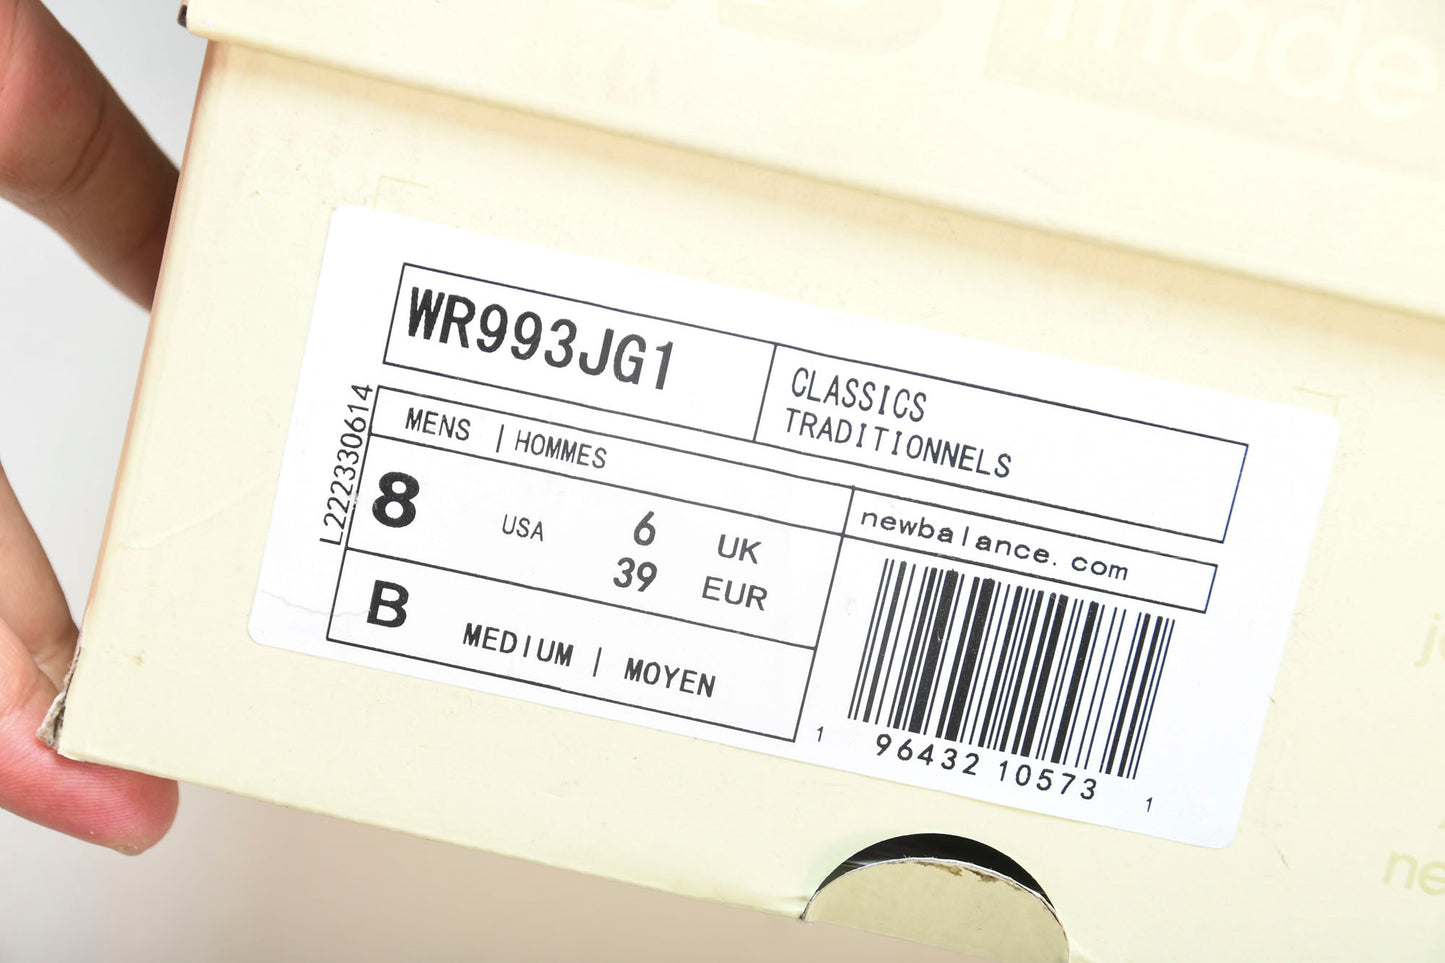 made
WR993JG1
CLASSICS
TRADITIONNELS
L222330614
MENS | HOMMES
newbalance.com
8 USA 6 UK
39 EUR
B MEDIUM | MOYEN
1 96432 10573 1